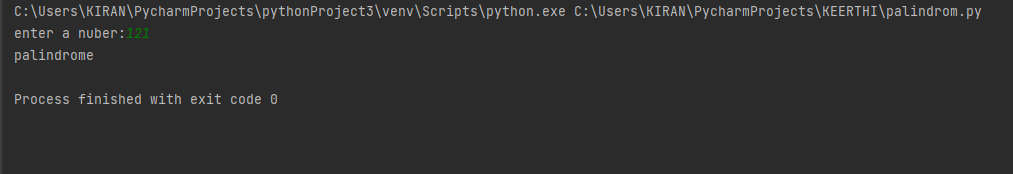 C:\Users\KIRAN\PycharmProjects\pythonProject3\venv\Scripts\python.exe C:\Users\KIRAN\PycharmProjects\KEERTHI\palindrom.py
enter a nuber:121
palindrome
Process finished with exit code 0